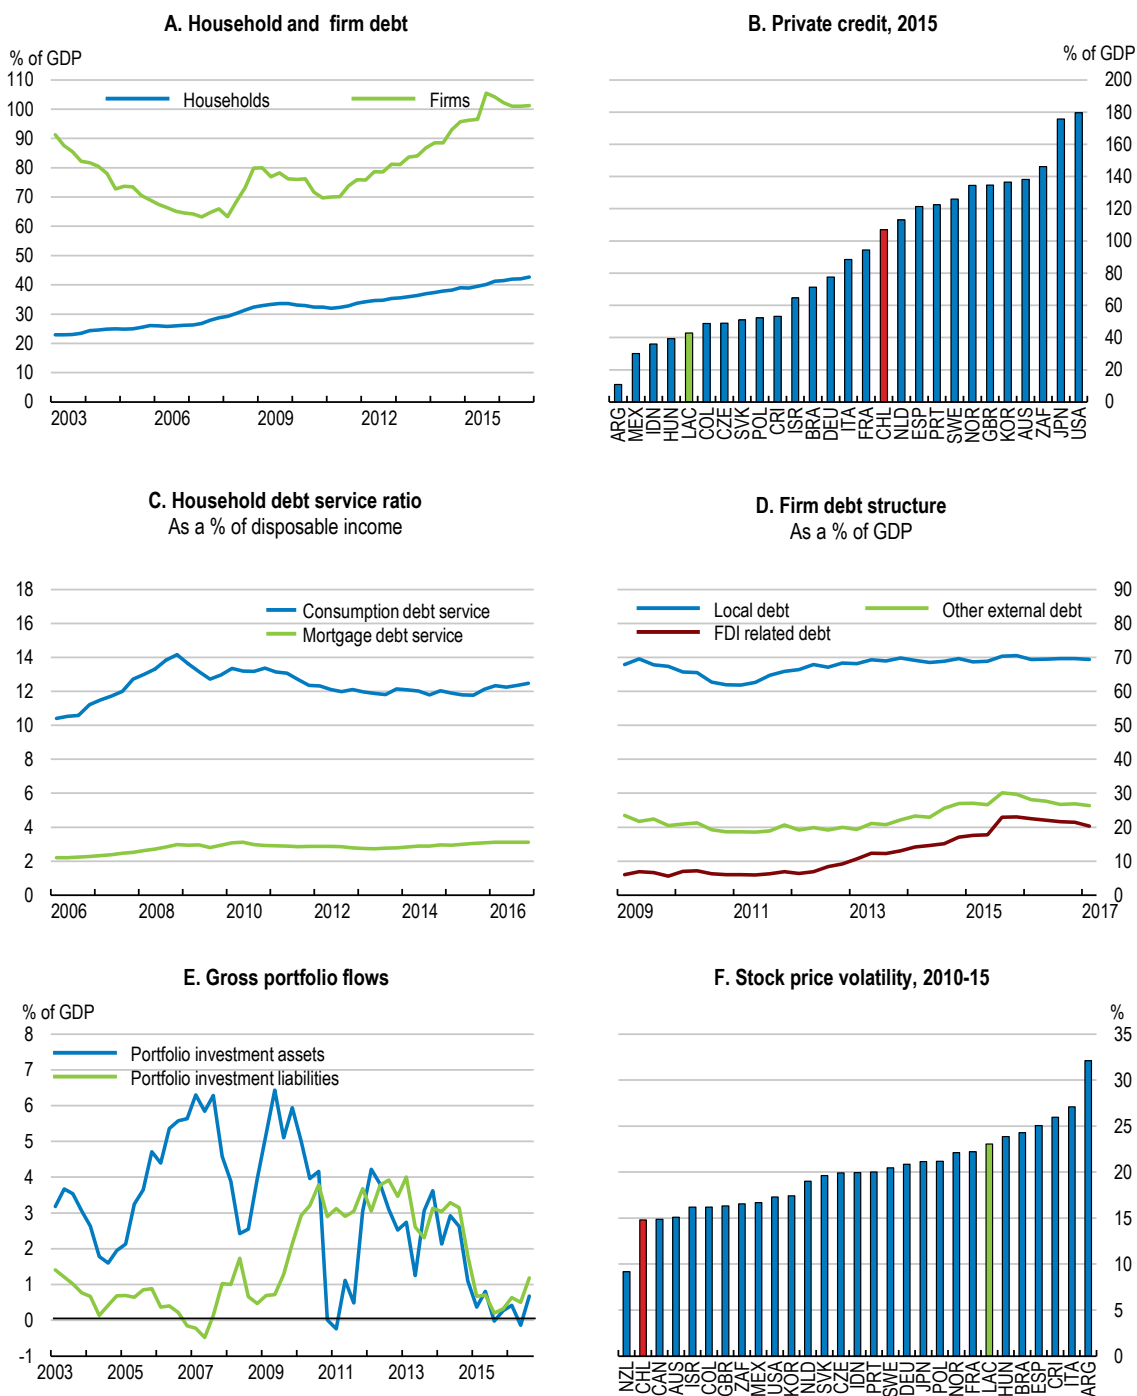 A. Household and firm debt
% of GDP
110
100
90
80
70
60
50
40
30
20
10
0
Households
Firms
2003 2006 2009 2012 2015
B. Private credit, 2015
% of GDP
200
180
160
140
120
100
80
60
40
20
0
ARG MEX IDN HUN LAC COL CZE SVK POL CRI ISR BRA DEU ITA FRA CHL NLD ESP PRT SWE NOR GBR KOR AUS ZAF JPN USA
C. Household debt service ratio
As a % of disposable income
18
16
14
12
10
8
6
4
2
0
Consumption debt service
Mortgage debt service
2006 2008 2010 2012 2014 2016
D. Firm debt structure
As a % of GDP
90
80
70
60
50
40
30
20
10
0
Local debt
Other external debt
FDI related debt
2009 2011 2013 2015 2017
E. Gross portfolio flows
% of GDP
8
7
6
5
4
3
2
1
0
-1
Portfolio investment assets
Portfolio investment liabilities
2003 2005 2007 2009 2011 2013 2015
F. Stock price volatility, 2010-15
%
35
30
25
20
15
10
5
0
NZL CHL CAN AUS ISR COL GBR ZAF MEX USA KOR NLD SVK CZE IDN PRT SWE DEU JPN POL NOR FRA LAC HUN BRA ESP CRI ITA ARG